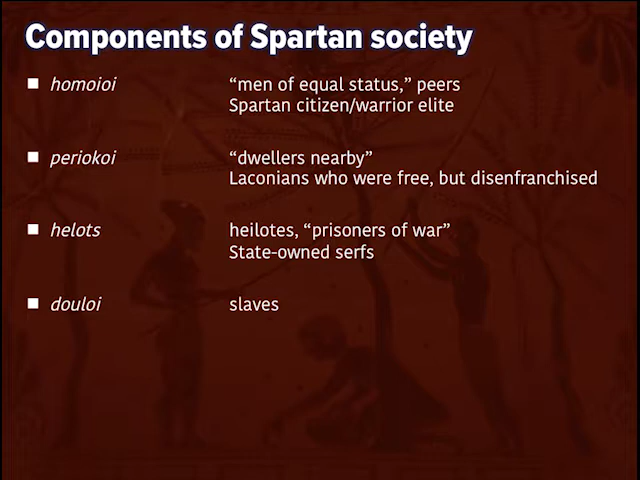 Components of Spartan society
homoioi “men of equal status,” peers
Spartan citizen/warrior elite
periokoi “dwellers nearby”
Laconians who were free, but disenfranchised
helots heilotes, “prisoners of war”
State-owned serfs
douloi slaves